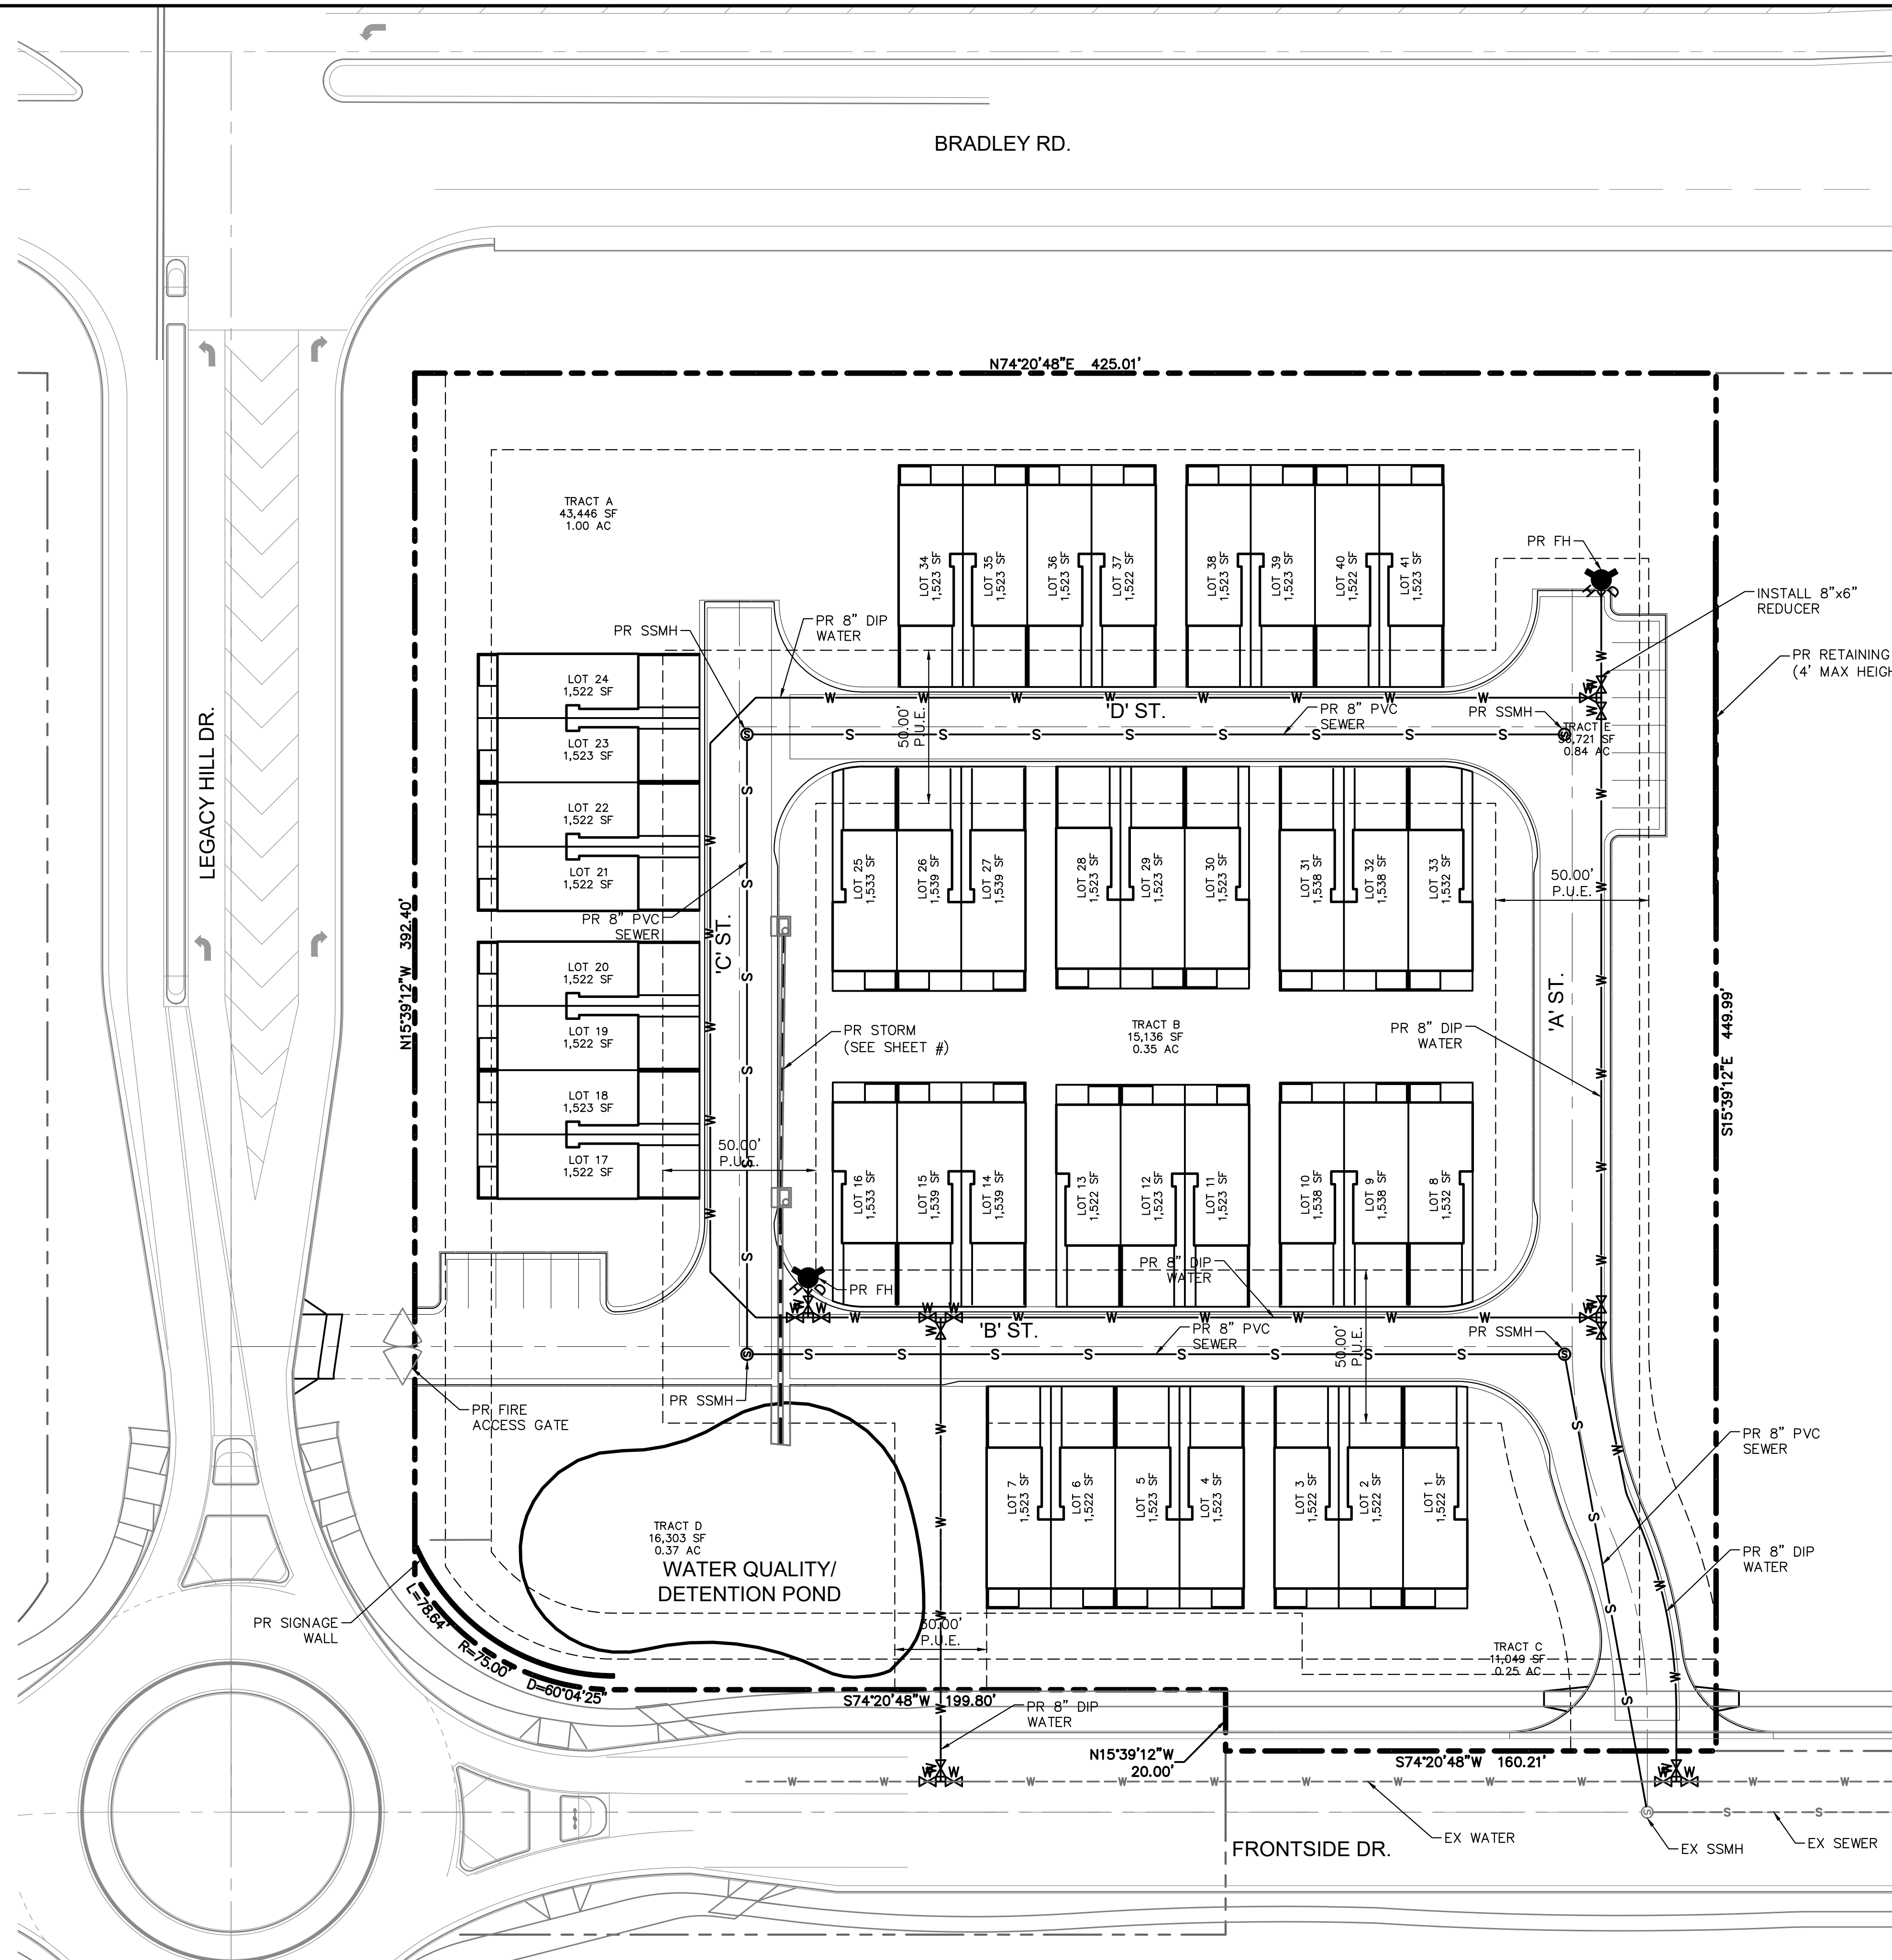 BRADLEY RD.
N74°20'48"E 425.01'
TRACT A
43,446 SF
1.00 AC
LOT 34
1,523 SF
LOT 35
1,523 SF
LOT 36
1,523 SF
LOT 37
1,522 SF
LOT 38
1,523 SF
LOT 39
1,523 SF
LOT 40
1,522 SF
LOT 41
1,523 SF
PR FH
INSTALL 8"x6"
REDUCER
PR RETAINING
(4' MAX HEIGH
PR SSMH
PR 8" DIP
WATER
'D' ST.
PR 8" PVC
SEWER
PR SSMH
TRACT E
36,721 SF
0.84 AC
50.00'
P.U.E.
LOT 24
1,522 SF
LOT 23
1,523 SF
LOT 22
1,522 SF
LOT 21
1,522 SF
LEGACY HILL DR.
LOT 25
1,533 SF
LOT 26
1,539 SF
LOT 27
1,539 SF
LOT 28
1,523 SF
LOT 29
1,523 SF
LOT 30
1,523 SF
LOT 31
1,538 SF
LOT 32
1,538 SF
LOT 33
1,532 SF
50.00'
P.U.E.
PR 8" PVC
SEWER
'C' ST.
N15°39'12"W 392.40'
LOT 20
1,522 SF
LOT 19
1,522 SF
LOT 18
1,523 SF
LOT 17
1,522 SF
PR STORM
(SEE SHEET #)
TRACT B
15,136 SF
0.35 AC
PR 8" DIP
WATER
'A' ST.
S15°39'12"E 449.99'
50.00'
P.U.E.
LOT 16
1,533 SF
LOT 15
1,539 SF
LOT 14
1,539 SF
LOT 13
1,522 SF
LOT 12
1,523 SF
LOT 11
1,523 SF
LOT 10
1,538 SF
LOT 9
1,538 SF
LOT 8
1,532 SF
PR FH
PR 8" DIP
WATER
'B' ST.
PR 8" PVC
SEWER
50.00'
P.U.E.
PR SSMH
PR SSMH
PR FIRE
ACCESS GATE
LOT 7
1,523 SF
LOT 6
1,522 SF
LOT 5
1,523 SF
LOT 4
1,523 SF
LOT 3
1,522 SF
LOT 2
1,522 SF
LOT 1
1,522 SF
PR 8" PVC
SEWER
PR 8" DIP
WATER
TRACT D
16,303 SF
0.37 AC
WATER QUALITY/
DETENTION POND
PR SIGNAGE
WALL
L=78.64'
R=75.00'
D=60°04'25"
30.00'
P.U.E.
TRACT C
11,049 SF
0.25 AC
S74°20'48"W 199.80'
PR 8" DIP
WATER
N15°39'12"W
20.00'
S74°20'48"W 160.21'
FRONTSIDE DR.
EX WATER
EX SSMH
EX SEWER